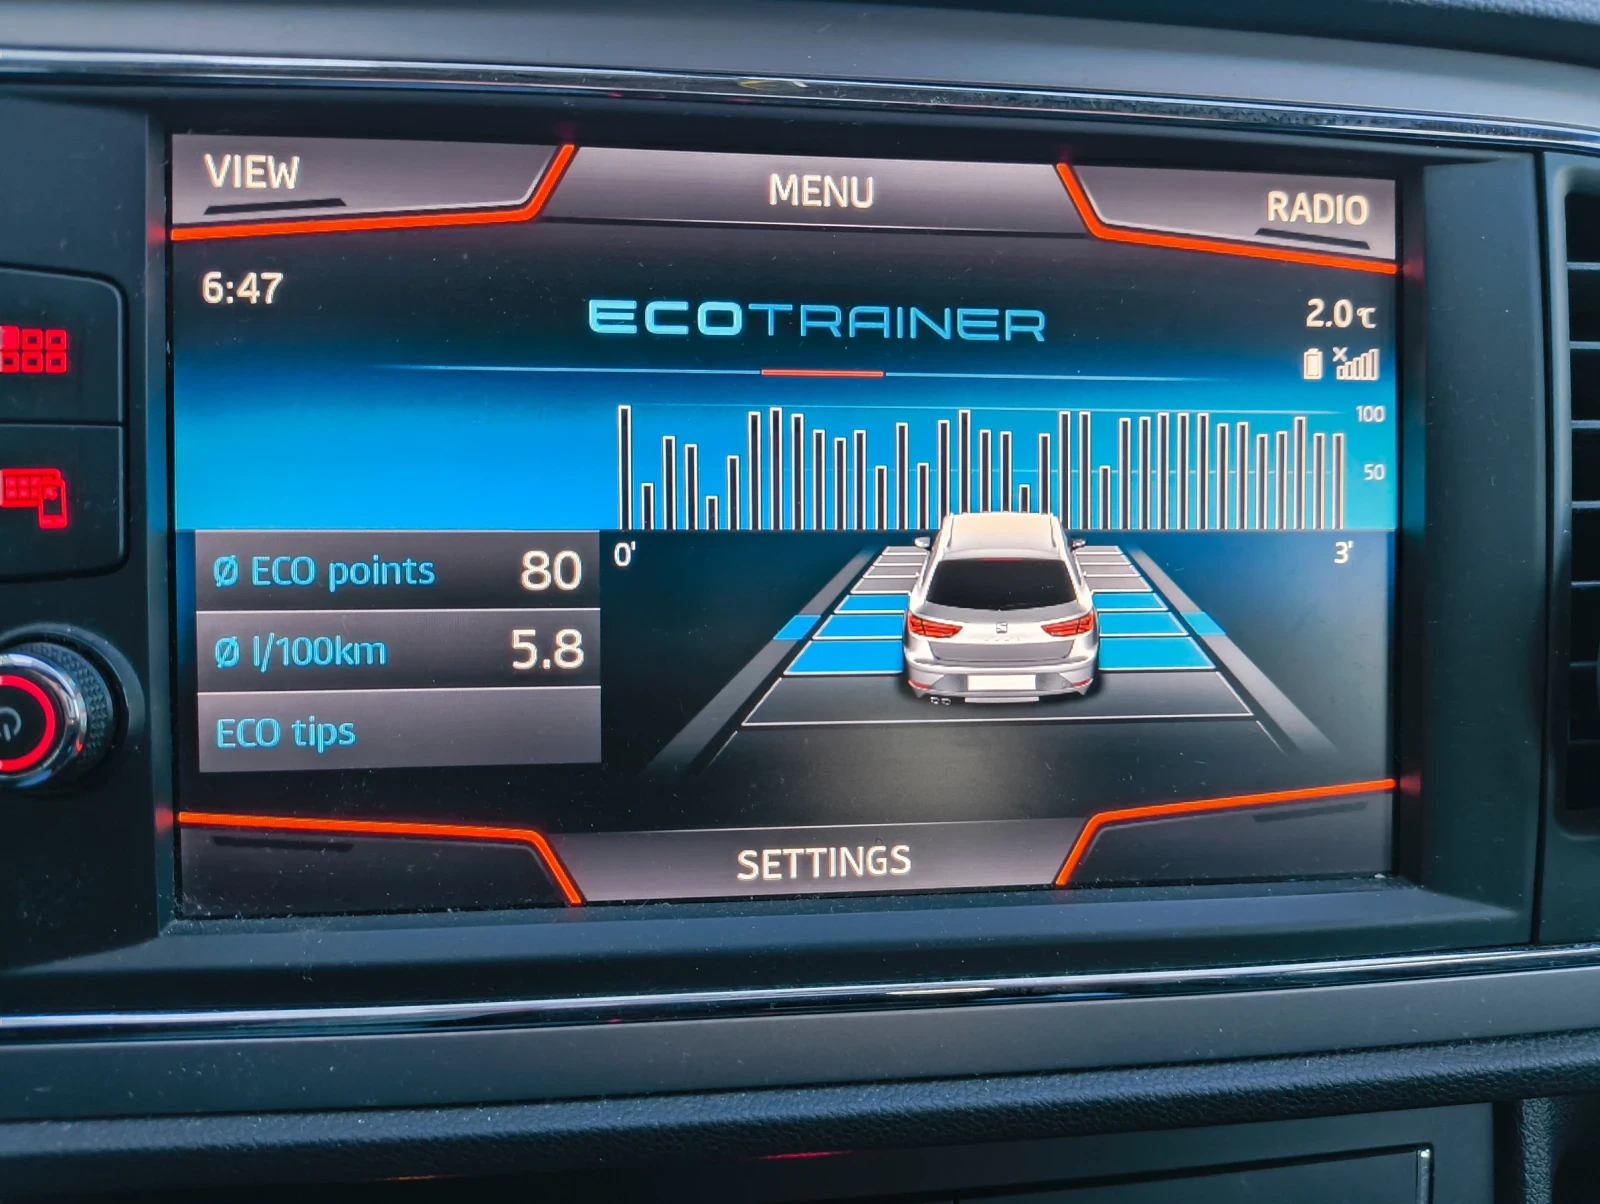 VIEW
MENU
RADIO
6:47
ECOTRAINER
2.0℃
100
50
0'
3'
Ø ECO points 80
Ø l/100km 5.8
ECO tips
SETTINGS